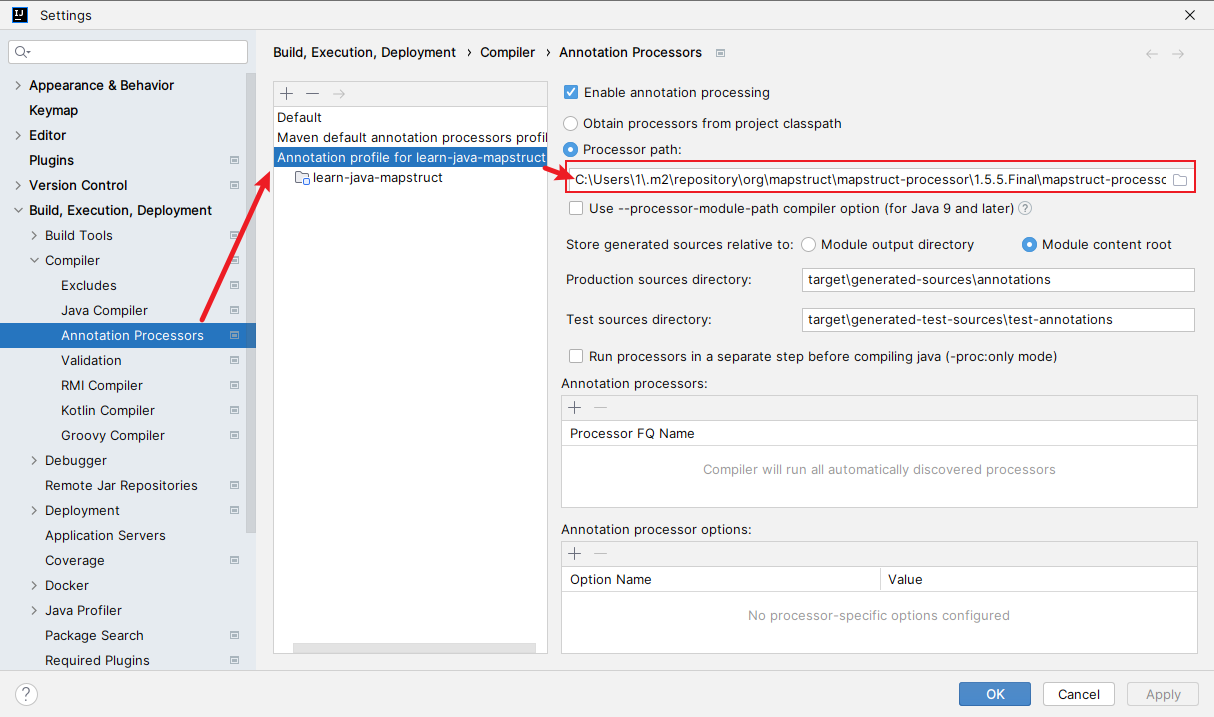 Settings
Appearance & Behavior
Keymap
Editor
Plugins
Version Control
Build, Execution, Deployment
Build Tools
Compiler
Excludes
Java Compiler
Annotation Processors
Validation
RMI Compiler
Kotlin Compiler
Groovy Compiler
Debugger
Remote Jar Repositories
Deployment
Application Servers
Coverage
Docker
Java Profiler
Package Search
Required Plugins
Build, Execution, Deployment › Compiler › Annotation Processors
Default
Maven default annotation processors profil
Annotation profile for learn-java-mapstruct
learn-java-mapstruct
Enable annotation processing
Obtain processors from project classpath
Processor path:
C:\Users\1\.m2\repository\org\mapstruct\mapstruct-processor\1.5.5.Final\mapstruct-processo
Use --processor-module-path compiler option (for Java 9 and later) ?
Store generated sources relative to: Module output directory Module content root
Production sources directory: target\generated-sources\annotations
Test sources directory: target\generated-test-sources\test-annotations
Run processors in a separate step before compiling java (-proc:only mode)
Annotation processors:
Processor FQ Name
Compiler will run all automatically discovered processors
Annotation processor options:
Option Name Value
No processor-specific options configured
? OK Cancel Apply